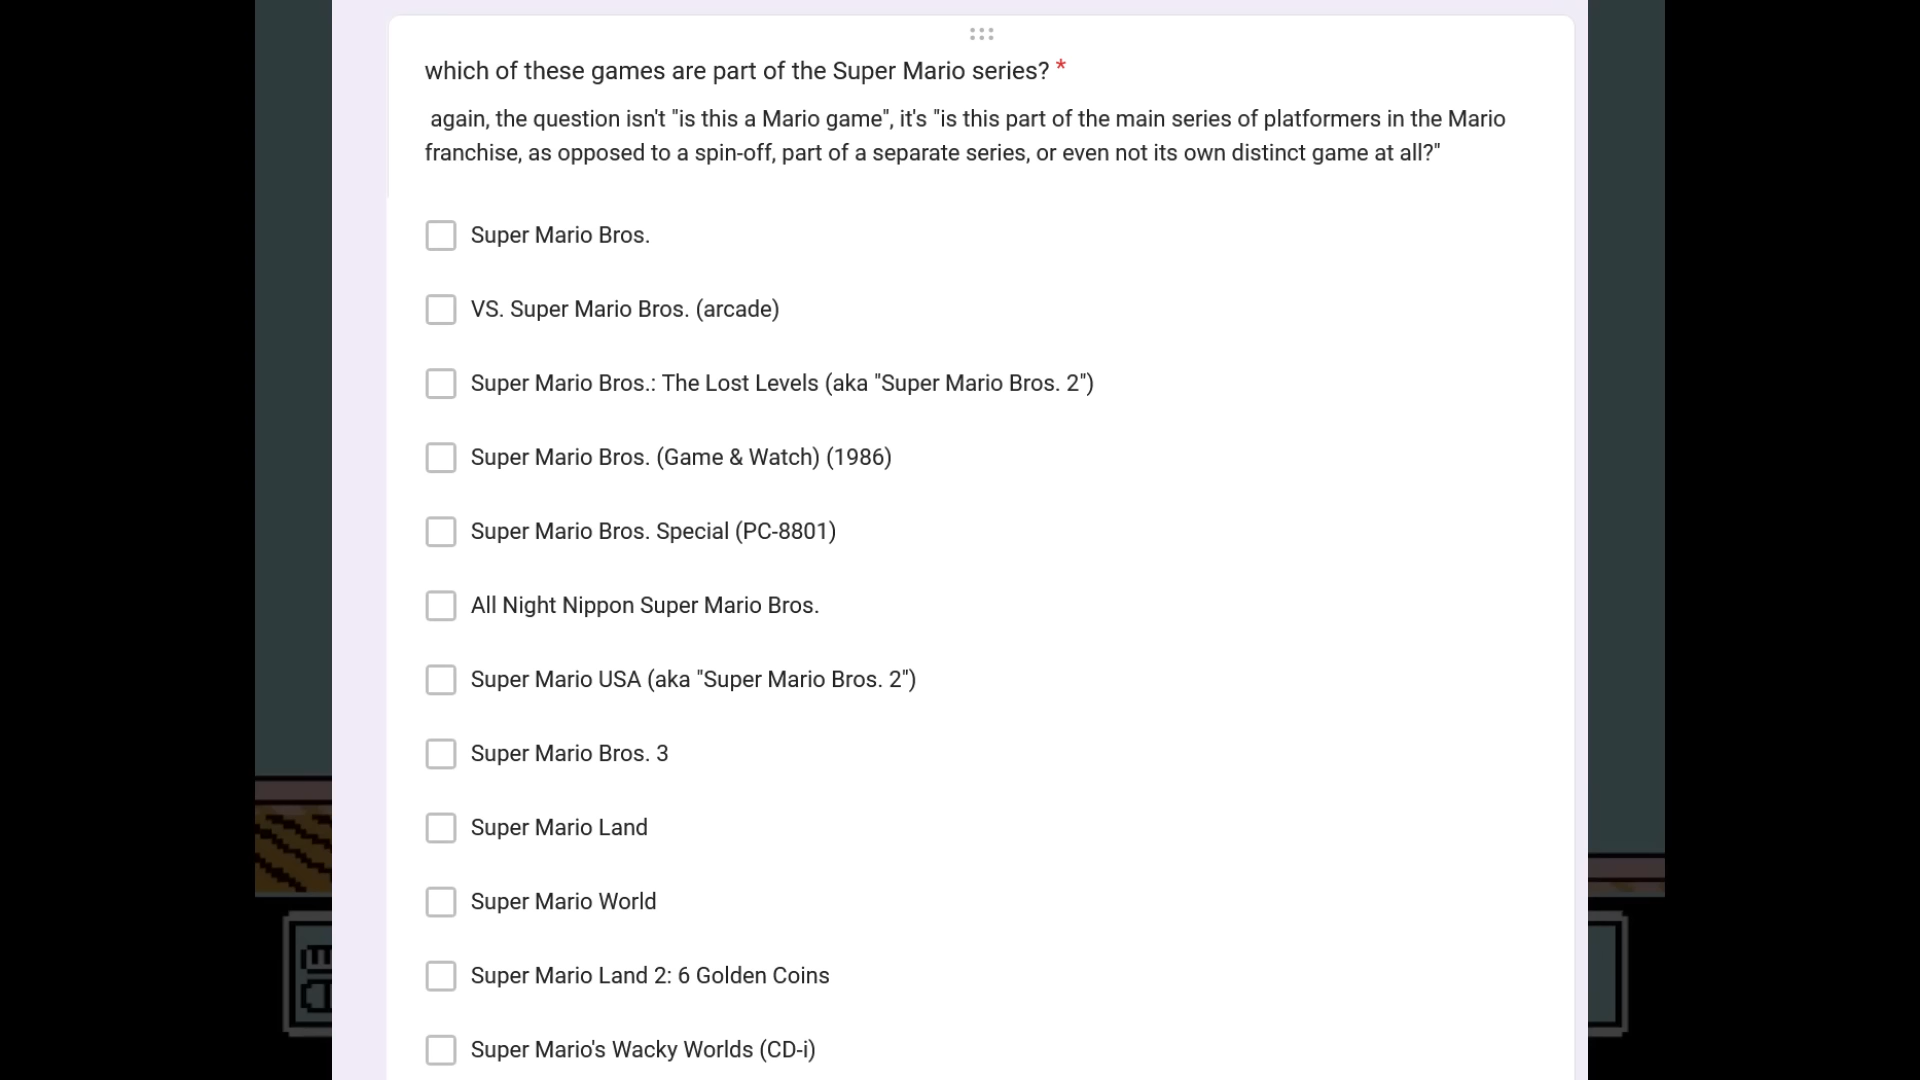 which of these games are part of the Super Mario series? *
again, the question isn't "is this a Mario game", it's "is this part of the main series of platformers in the Mario
franchise, as opposed to a spin-off, part of a separate series, or even not its own distinct game at all?"
Super Mario Bros.
VS. Super Mario Bros. (arcade)
Super Mario Bros.: The Lost Levels (aka "Super Mario Bros. 2")
Super Mario Bros. (Game & Watch) (1986)
Super Mario Bros. Special (PC-8801)
All Night Nippon Super Mario Bros.
Super Mario USA (aka "Super Mario Bros. 2")
Super Mario Bros. 3
Super Mario Land
Super Mario World
Super Mario Land 2: 6 Golden Coins
Super Mario's Wacky Worlds (CD-i)